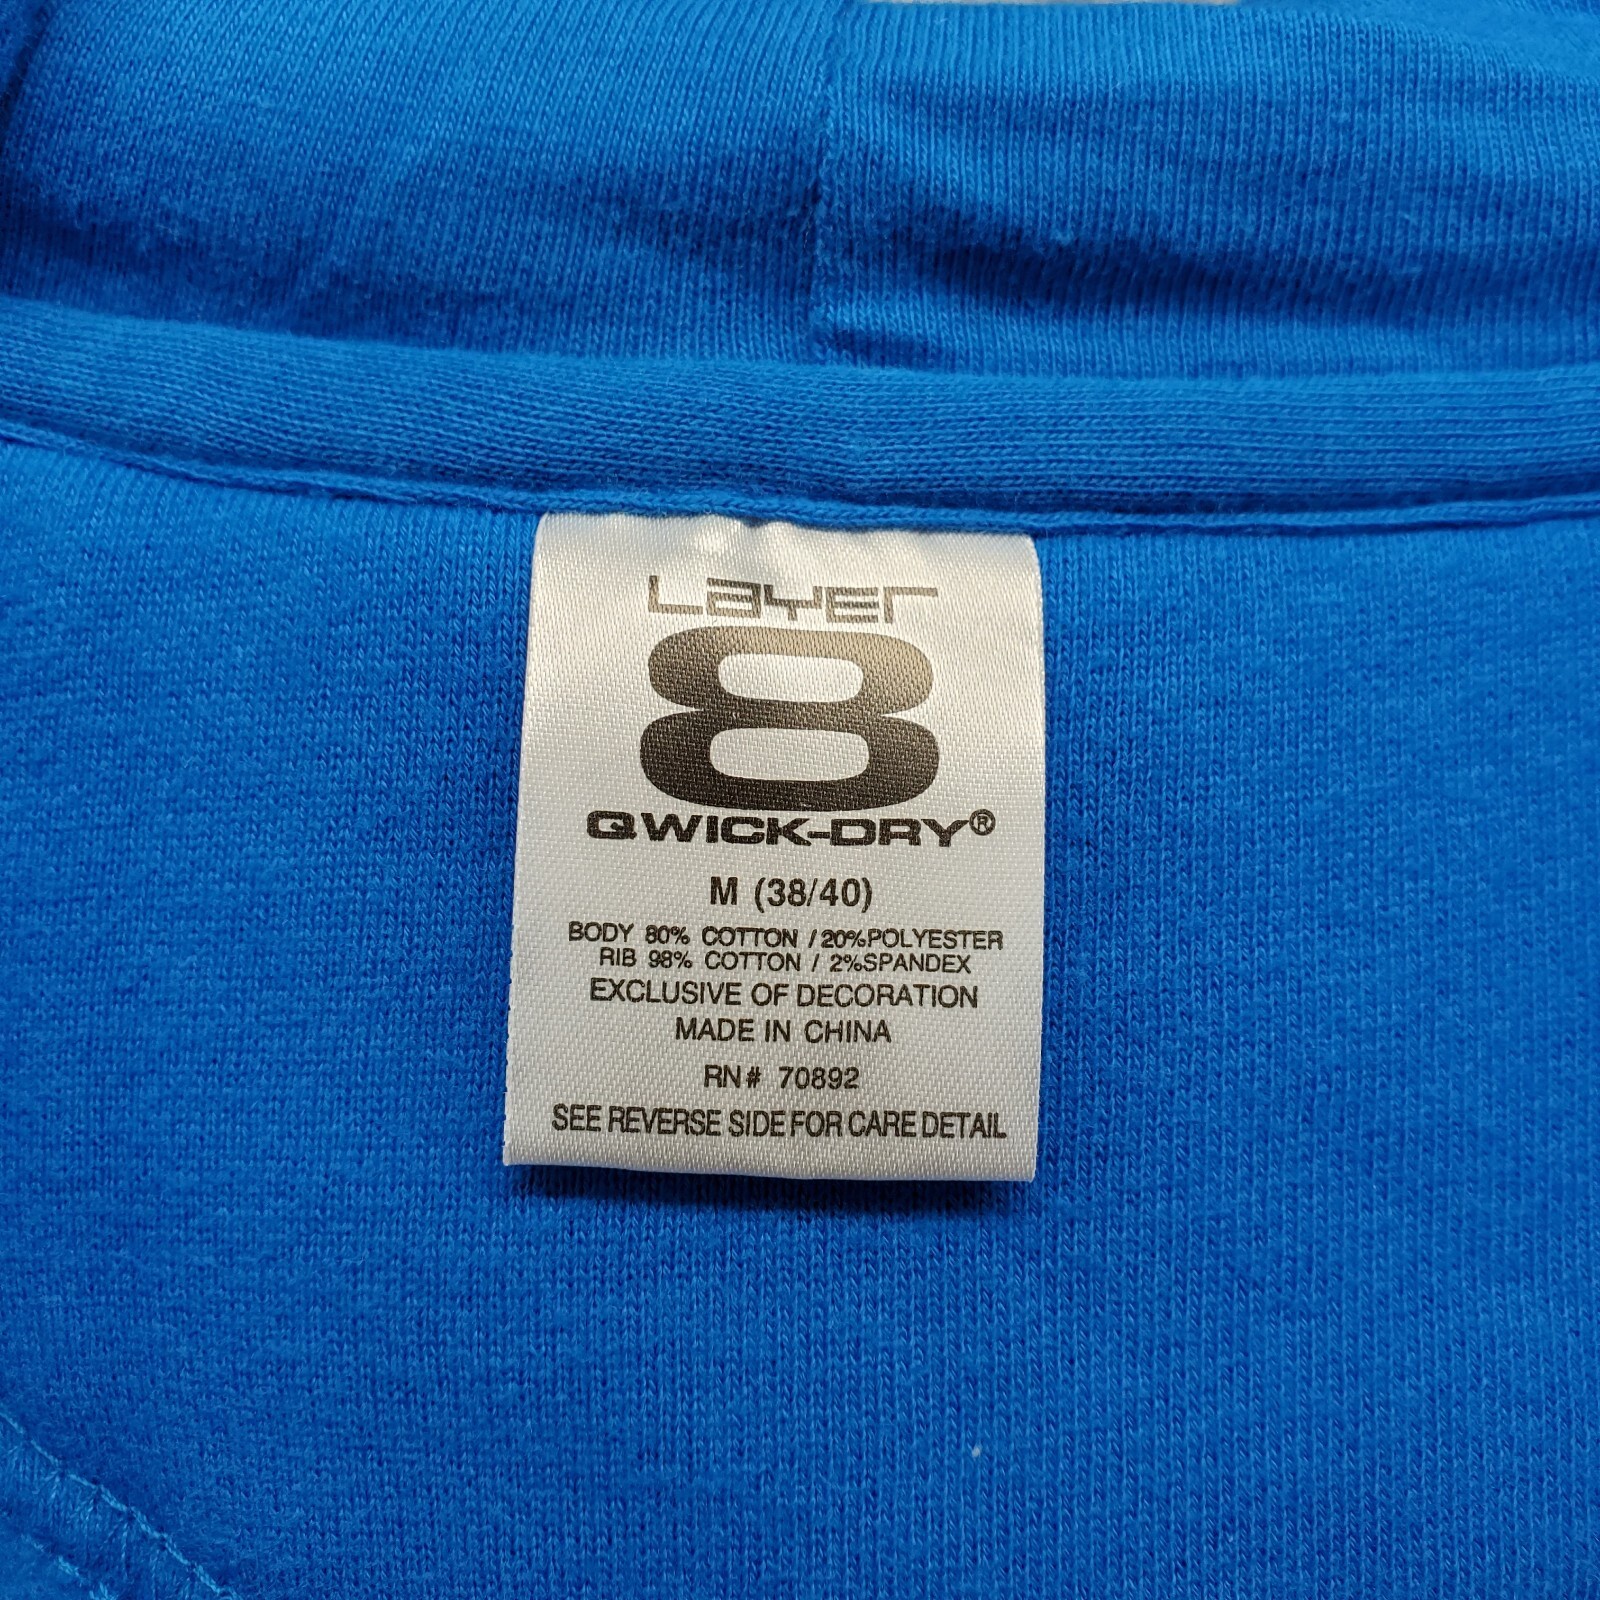 Layer
8
QWICK-DRY®
M (38/40)
BODY 80% COTTON / 20%POLYESTER
RIB 98% COTTON / 2%SPANDEX
EXCLUSIVE OF DECORATION
MADE IN CHINA
RN# 70892
SEE REVERSE SIDE FOR CARE DETAIL